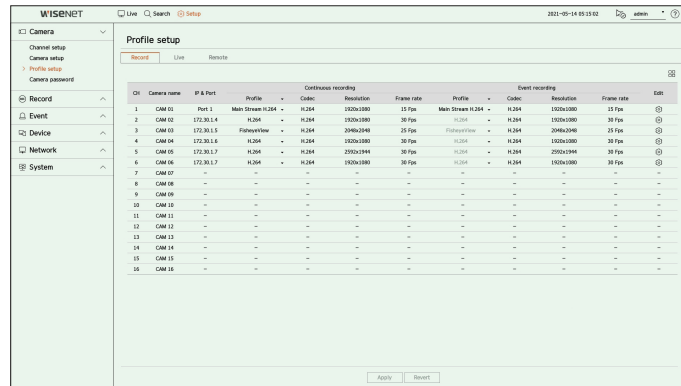 WISENET Live Search Setup 2021-05-14 05:15:02 admin ?
Camera
Channel setup
Camera setup
> Profile setup
Camera password
Record
Event
Device
Network
System
Profile setup
Record Live Remote
CH Camera name IP & Port Continuous recording Event recording Edit
Profile Codec Resolution Frame rate Profile Codec Resolution Frame rate
1 CAM 01 Port 1 Main Stream H.264 H.264 1920x1080 15 Fps Main Stream H.264 H.264 1920x1080 15 Fps
2 CAM 02 172.30.1.4 H.264 H.264 1920x1080 30 Fps H.264 H.264 1920x1080 30 Fps
3 CAM 03 172.30.1.5 FisheyeView H.264 2048x2048 25 Fps FisheyeView H.264 2048x2048 25 Fps
4 CAM 04 172.30.1.6 H.264 H.264 1920x1080 30 Fps H.264 H.264 1920x1080 30 Fps
5 CAM 05 172.30.1.7 H.264 H.264 2592x1944 30 Fps H.264 H.264 2592x1944 30 Fps
6 CAM 06 172.30.1.7 H.264 H.264 1920x1080 30 Fps H.264 H.264 1920x1080 30 Fps
7 CAM 07 – – – – – – – – – –
8 CAM 08 – – – – – – – – – –
9 CAM 09 – – – – – – – – – –
10 CAM 10 – – – – – – – – – –
11 CAM 11 – – – – – – – – – –
12 CAM 12 – – – – – – – – – –
13 CAM 13 – – – – – – – – – –
14 CAM 14 – – – – – – – – – –
15 CAM 15 – – – – – – – – – –
16 CAM 16 – – – – – – – – – –
Apply Revert